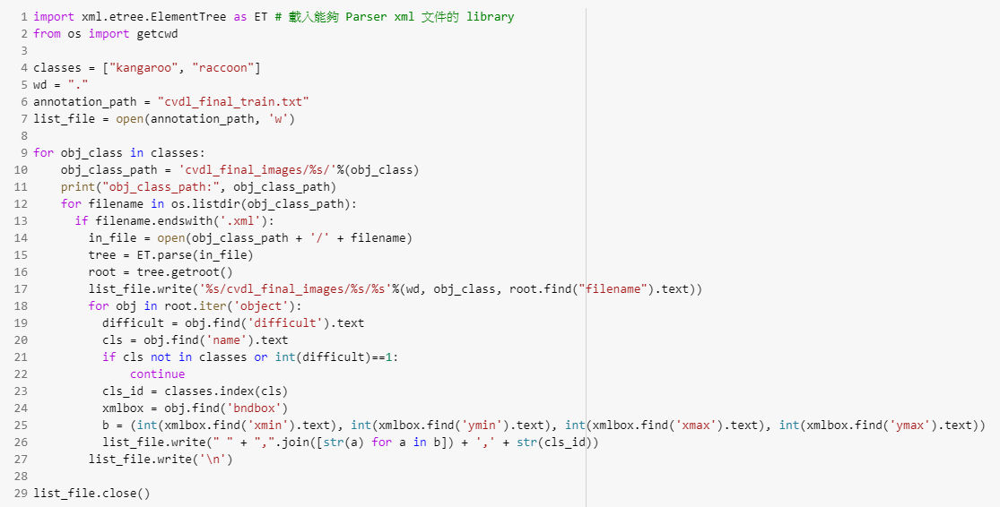 1 import xml.etree.ElementTree as ET # 載入能夠 Parser xml 文件的 library
2 from os import getcwd
3
4 classes = ["kangaroo", "raccoon"]
5 wd = "."
6 annotation_path = "cvdl_final_train.txt"
7 list_file = open(annotation_path, 'w')
8
9 for obj_class in classes:
10     obj_class_path = 'cvdl_final_images/%s/'%(obj_class)
11     print("obj_class_path:", obj_class_path)
12     for filename in os.listdir(obj_class_path):
13       if filename.endswith('.xml'):
14         in_file = open(obj_class_path + '/' + filename)
15         tree = ET.parse(in_file)
16         root = tree.getroot()
17         list_file.write('%s/cvdl_final_images/%s/%s'%(wd, obj_class, root.find("filename").text))
18         for obj in root.iter('object'):
19           difficult = obj.find('difficult').text
20           cls = obj.find('name').text
21           if cls not in classes or int(difficult)==1:
22               continue
23           cls_id = classes.index(cls)
24           xmlbox = obj.find('bndbox')
25           b = (int(xmlbox.find('xmin').text), int(xmlbox.find('ymin').text), int(xmlbox.find('xmax').text), int(xmlbox.find('ymax').text))
26           list_file.write(" " + ",".join([str(a) for a in b]) + ',' + str(cls_id))
27         list_file.write('\n')
28
29 list_file.close()